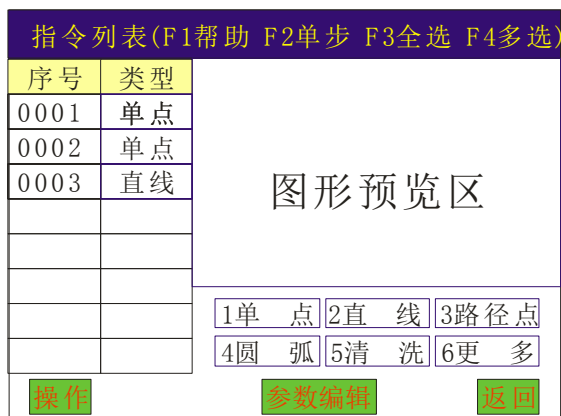 指令列表(F1帮助 F2单步 F3全选 F4多选)
序号 类型
0001 单点
0002 单点
0003 直线
图形预览区
1单 点 2直 线 3路径点
4圆 弧 5清 洗 6更 多
操作 参数编辑 返回